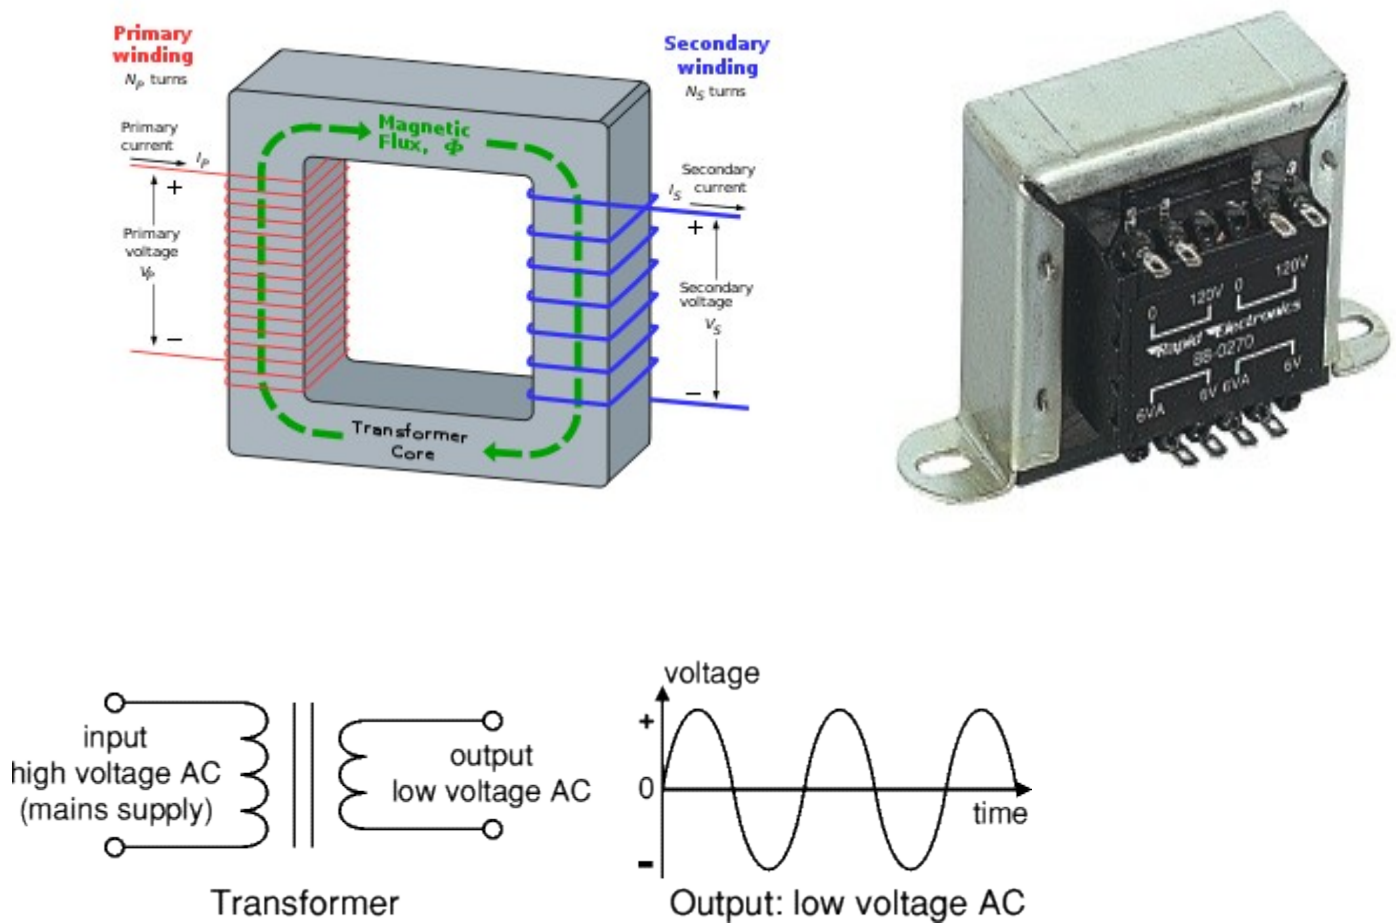 Primary
winding
NP turns
Primary
current
IP
+
Primary
voltage
VP
−
Magnetic
Flux, Φ
Transformer
Core
Secondary
winding
NS turns
Secondary
current
IS
+
Secondary
voltage
VS
−
0 120V 0 120V
Rapid Electronics
88-0270
6VA 6V 6VA 6V
input
high voltage AC
(mains supply)
output
low voltage AC
Transformer
voltage
+
0
-
time
Output: low voltage AC